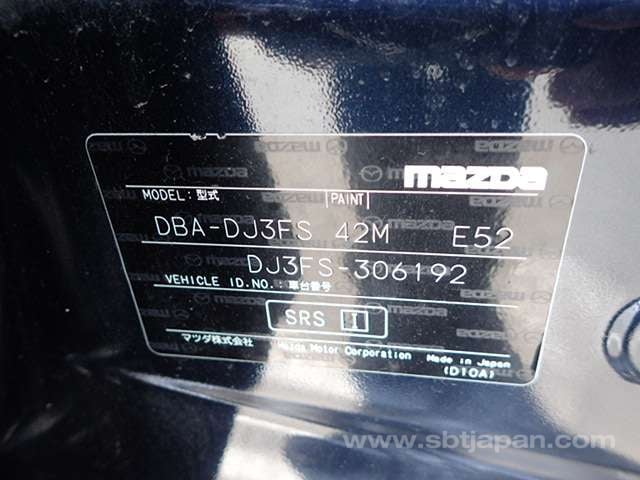 mazda
MODEL:型式 PAINT
DBA-DJ3FS 42M E52
DJ3FS-306192
VEHICLE ID.NO.:車台番号
SRS I
マツダ株式会社 Mazda Motor Corporation Made in Japan
(D10A)
www.sbtjapan.com